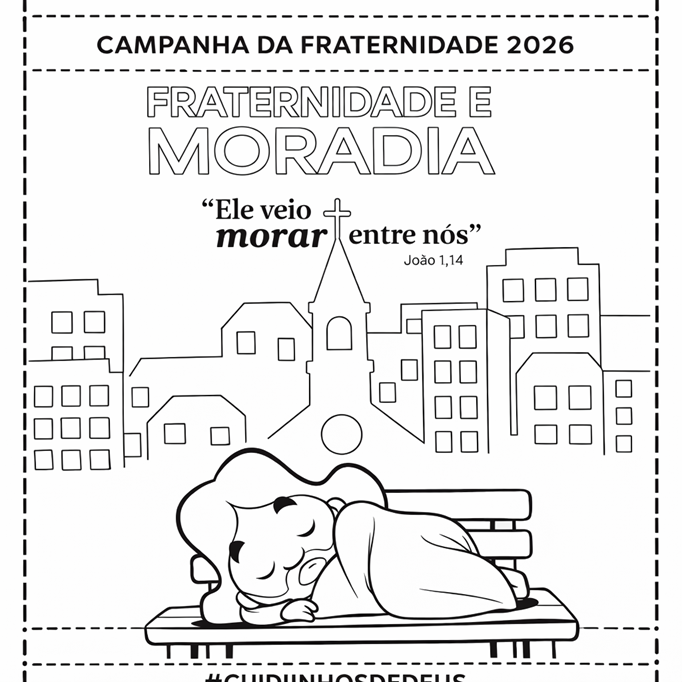 CAMPANHA DA FRATERNIDADE 2026
FRATERNIDADE E
MORADIA
“Ele veio
morar entre nós”
João 1,14